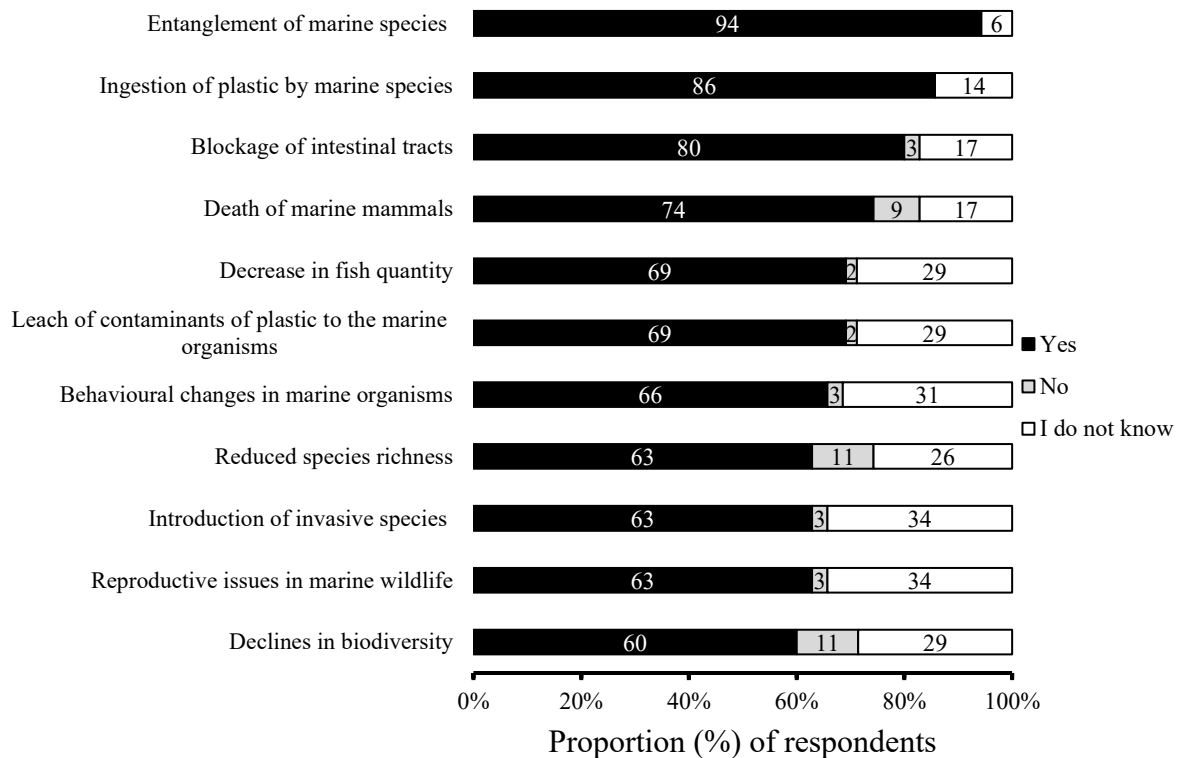 Entanglement of marine species 94 6
Ingestion of plastic by marine species 86 14
Blockage of intestinal tracts 80 3 17
Death of marine mammals 74 9 17
Decrease in fish quantity 69 2 29
Leach of contaminants of plastic to the marine
organisms 69 2 29
Behavioural changes in marine organisms 66 3 31
Reduced species richness 63 11 26
Introduction of invasive species 63 3 34
Reproductive issues in marine wildlife 63 3 34
Declines in biodiversity 60 11 29
0% 20% 40% 60% 80% 100%
Proportion (%) of respondents
Yes
No
I do not know